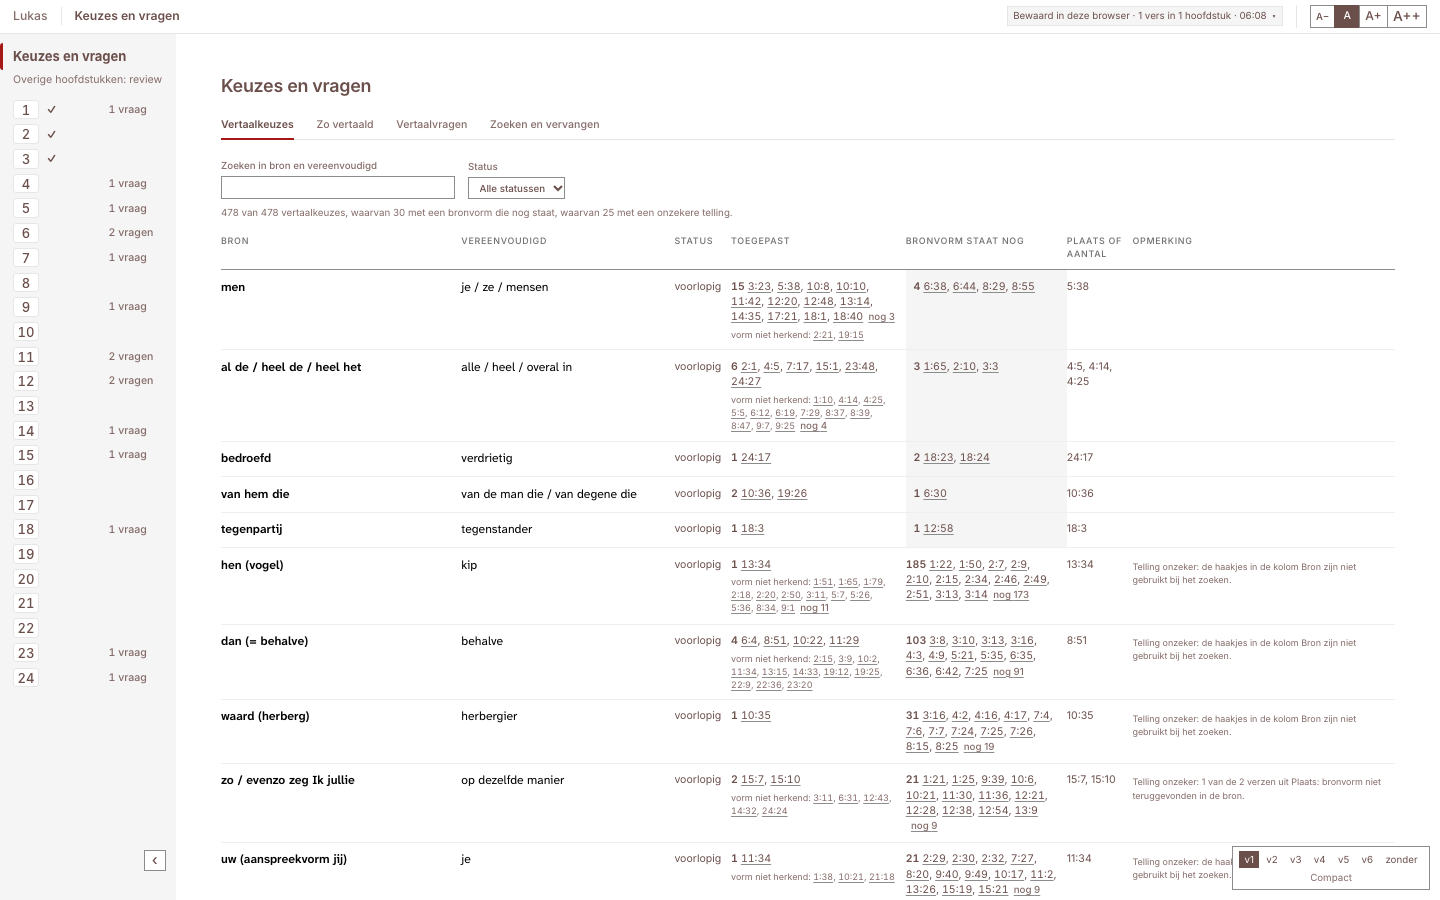 Lukas
Keuzes en vragen
Bewaard in deze browser · 1 vers in 1 hoofdstuk · 06:08
A− A A+ A++
Keuzes en vragen
Overige hoofdstukken: review
1 ✓ 1 vraag
2 ✓
3 ✓
4 1 vraag
5 1 vraag
6 2 vragen
7 1 vraag
8
9 1 vraag
10
11 2 vragen
12 2 vragen
13
14 1 vraag
15 1 vraag
16
17
18 1 vraag
19
20
21
22
23 1 vraag
24 1 vraag
Keuzes en vragen
Vertaalkeuzes Zo vertaald Vertaalvragen Zoeken en vervangen
Zoeken in bron en vereenvoudigd
Status
Alle statussen
478 van 478 vertaalkeuzes, waarvan 30 met een bronvorm die nog staat, waarvan 25 met een onzekere telling.
BRON VEREENVOUDIGD STATUS TOEGEPAST BRONVORM STAAT NOG PLAATS OF AANTAL OPMERKING
men
je / ze / mensen
voorlopig
15 3:23, 5:38, 10:8, 10:10,
11:42, 12:20, 12:48, 13:14,
14:35, 17:21, 18:1, 18:40 nog 3
vorm niet herkend: 2:21, 19:15
4 6:38, 6:44, 8:29, 8:55
5:38
al de / heel de / heel het
alle / heel / overal in
voorlopig
6 2:1, 4:5, 7:17, 15:1, 23:48,
24:27
vorm niet herkend: 1:10, 4:14, 4:25,
5:5, 6:12, 6:19, 7:29, 8:37, 8:39,
8:47, 9:7, 9:25 nog 4
3 1:65, 2:10, 3:3
4:5, 4:14,
4:25
bedroefd
verdrietig
voorlopig
1 24:17
2 18:23, 18:24
24:17
van hem die
van de man die / van degene die
voorlopig
2 10:36, 19:26
1 6:30
10:36
tegenpartij
tegenstander
voorlopig
1 18:3
1 12:58
18:3
hen (vogel)
kip
voorlopig
1 13:34
vorm niet herkend: 1:51, 1:65, 1:79,
2:18, 2:20, 2:50, 3:11, 5:7, 5:26,
5:36, 8:34, 9:1 nog 11
185 1:22, 1:50, 2:7, 2:9,
2:10, 2:15, 2:34, 2:46, 2:49,
2:51, 3:13, 3:14 nog 173
13:34
Telling onzeker: de haakjes in de kolom Bron zijn niet
gebruikt bij het zoeken.
dan (= behalve)
behalve
voorlopig
4 6:4, 8:51, 10:22, 11:29
vorm niet herkend: 2:15, 3:9, 10:2,
11:34, 13:15, 14:33, 19:12, 19:25,
22:9, 22:36, 23:20
103 3:8, 3:10, 3:13, 3:16,
4:3, 4:9, 5:21, 5:35, 6:35,
6:36, 6:42, 7:25 nog 91
8:51
Telling onzeker: de haakjes in de kolom Bron zijn niet
gebruikt bij het zoeken.
waard (herberg)
herbergier
voorlopig
1 10:35
31 3:16, 4:2, 4:16, 4:17, 7:4,
7:6, 7:7, 7:24, 7:25, 7:26,
8:15, 8:25 nog 19
10:35
Telling onzeker: de haakjes in de kolom Bron zijn niet
gebruikt bij het zoeken.
zo / evenzo zeg Ik jullie
op dezelfde manier
voorlopig
2 15:7, 15:10
vorm niet herkend: 3:11, 6:31, 12:43,
14:32, 24:24
21 1:21, 1:25, 9:39, 10:6,
10:21, 11:30, 11:36, 12:21,
12:28, 12:38, 12:54, 13:9
nog 9
15:7, 15:10
Telling onzeker: 1 van de 2 verzen uit Plaats: bronvorm niet
teruggevonden in de bron.
uw (aanspreekvorm jij)
je
voorlopig
1 11:34
vorm niet herkend: 1:38, 10:21, 21:18
21 2:29, 2:30, 2:32, 7:27,
8:20, 9:40, 9:49, 10:17, 11:2,
13:26, 15:19, 15:21 nog 9
11:34
Telling onzeker: de haa
gebruikt bij het zoeken.
v1 v2 v3 v4 v5 v6 zonder
Compact